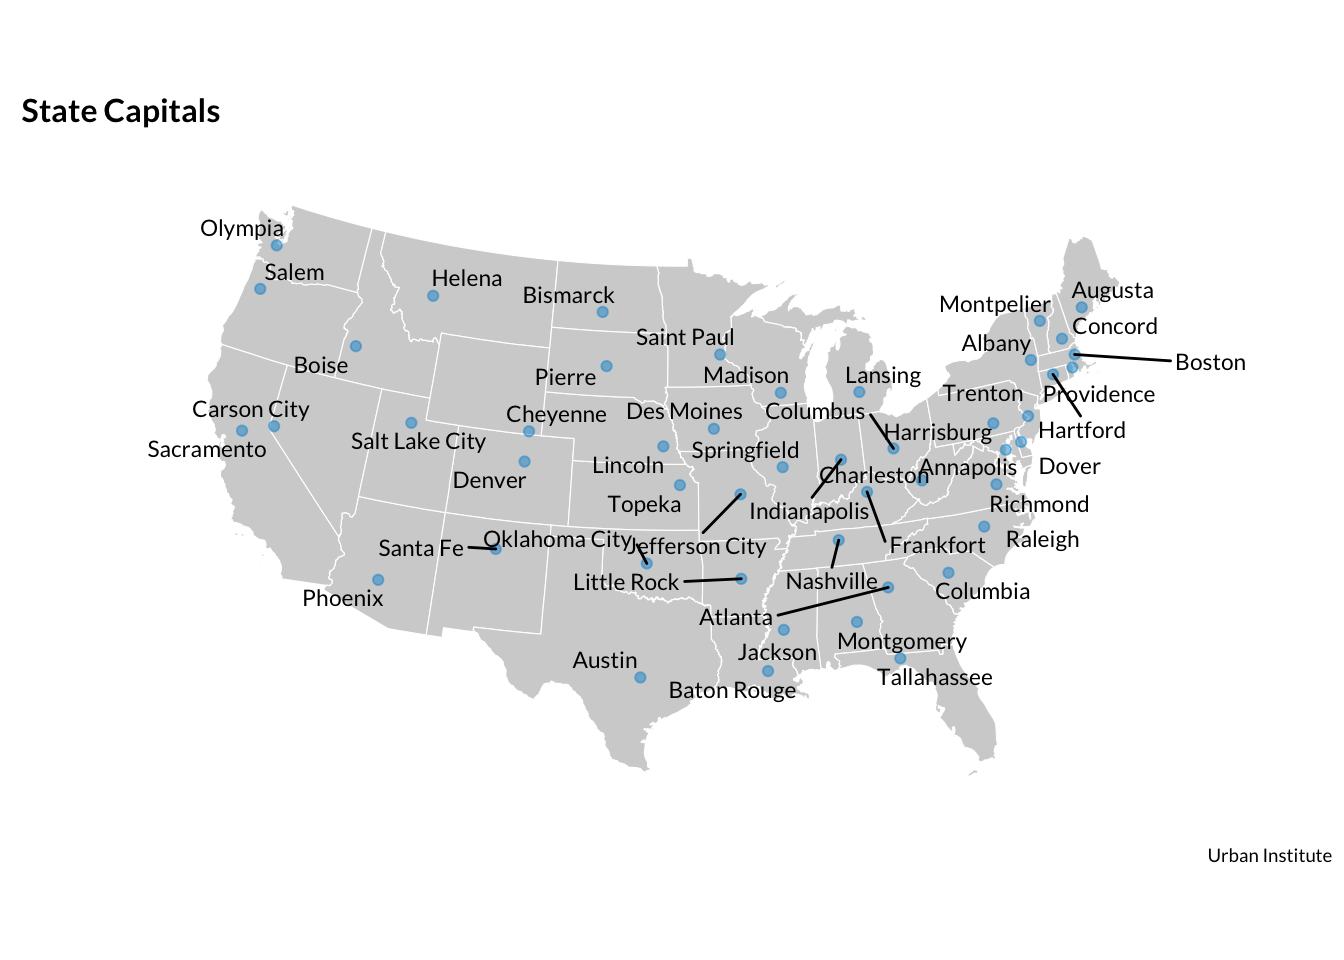 State Capitals
Olympia
Salem
Helena
Bismarck
Augusta
Montpelier
Concord
Saint Paul
Albany
Boston
Boise
Pierre
Madison
Lansing
Trenton
Providence
Carson City
Cheyenne
Des Moines
Columbus
Harrisburg
Hartford
Sacramento
Salt Lake City
Springfield
Lincoln
Charleston
Annapolis
Dover
Denver
Topeka
Indianapolis
Richmond
Santa Fe
Oklahoma City
Jefferson City
Frankfort
Raleigh
Little Rock
Nashville
Phoenix
Columbia
Atlanta
Montgomery
Jackson
Austin
Tallahassee
Baton Rouge
Urban Institute